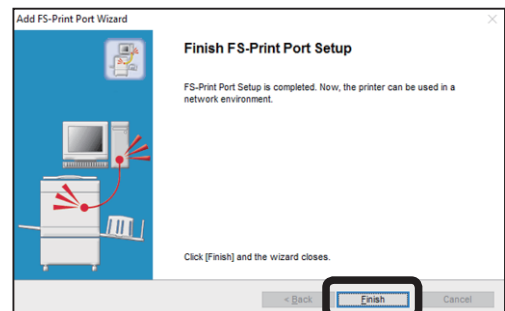 Add FS-Print Port Wizard
Finish FS-Print Port Setup
FS-Print Port Setup is completed. Now, the printer can be used in a
network environment.
Click [Finish] and the wizard closes.
< Back Finish Cancel